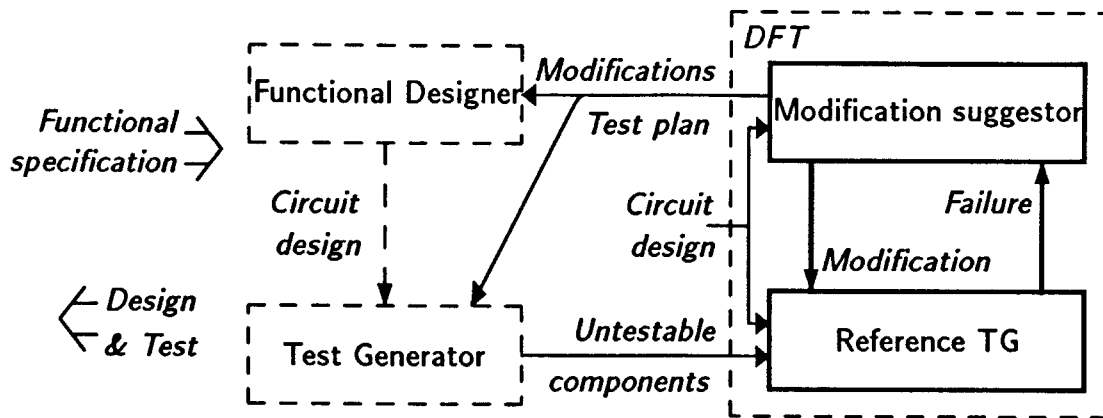 DFT
Functional Designer
Modifications
Test plan
Modification suggestor
Functional
specification
Circuit
design
Circuit
design
Failure
Modification
Design
& Test
Test Generator
Untestable
components
Reference TG